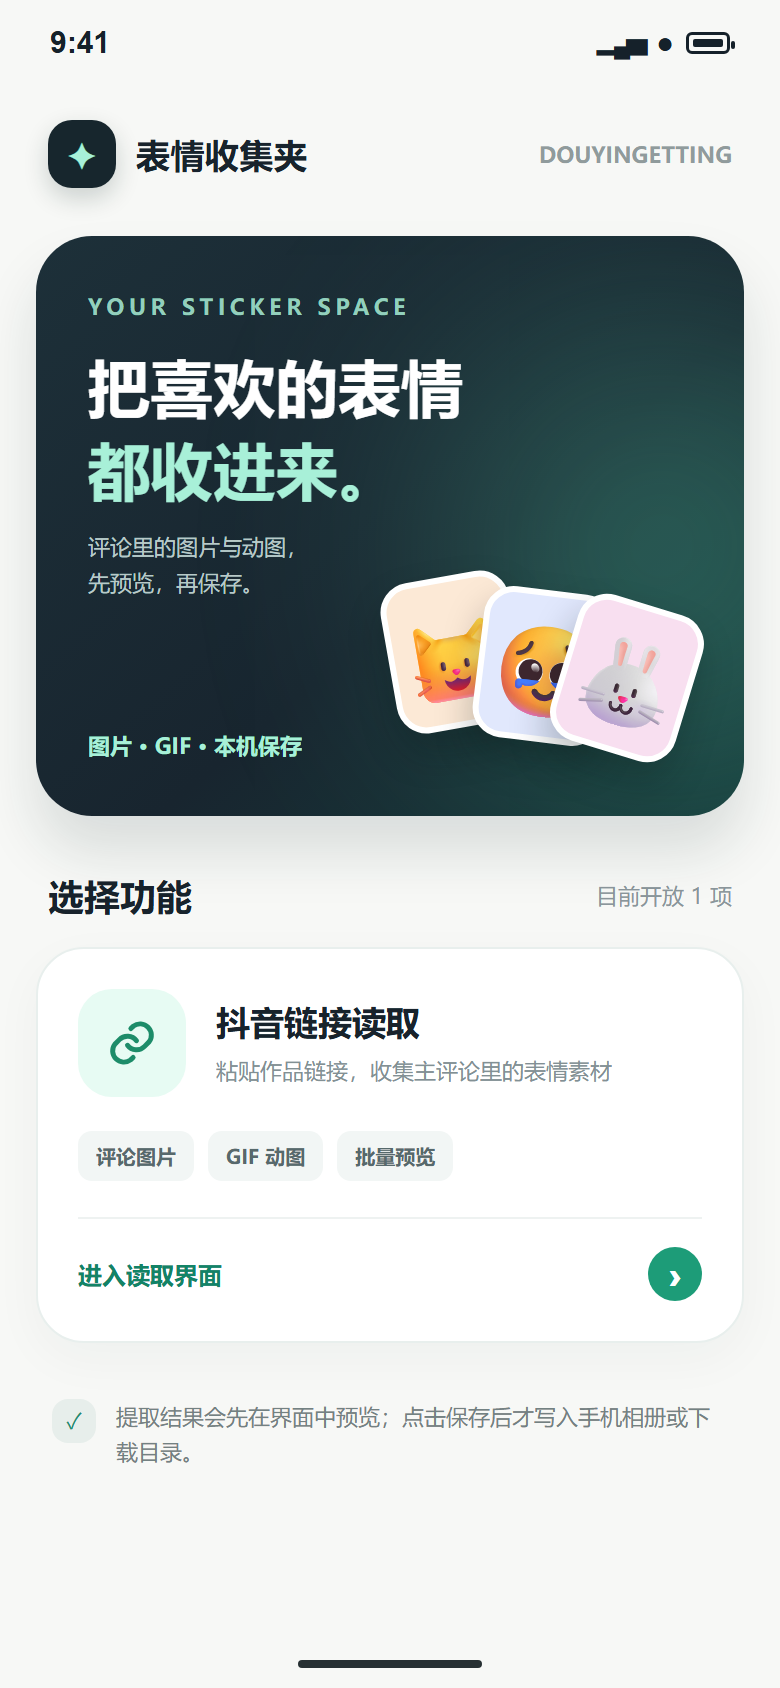 9:41
表情收集夹
DOUYINGETTING
YOUR STICKER SPACE
把喜欢的表情
都收进来。
评论里的图片与动图，
先预览，再保存。
图片 • GIF • 本机保存
选择功能
目前开放 1 项
抖音链接读取
粘贴作品链接，收集主评论里的表情素材
评论图片
GIF 动图
批量预览
进入读取界面
提取结果会先在界面中预览；点击保存后才写入手机相册或下
载目录。